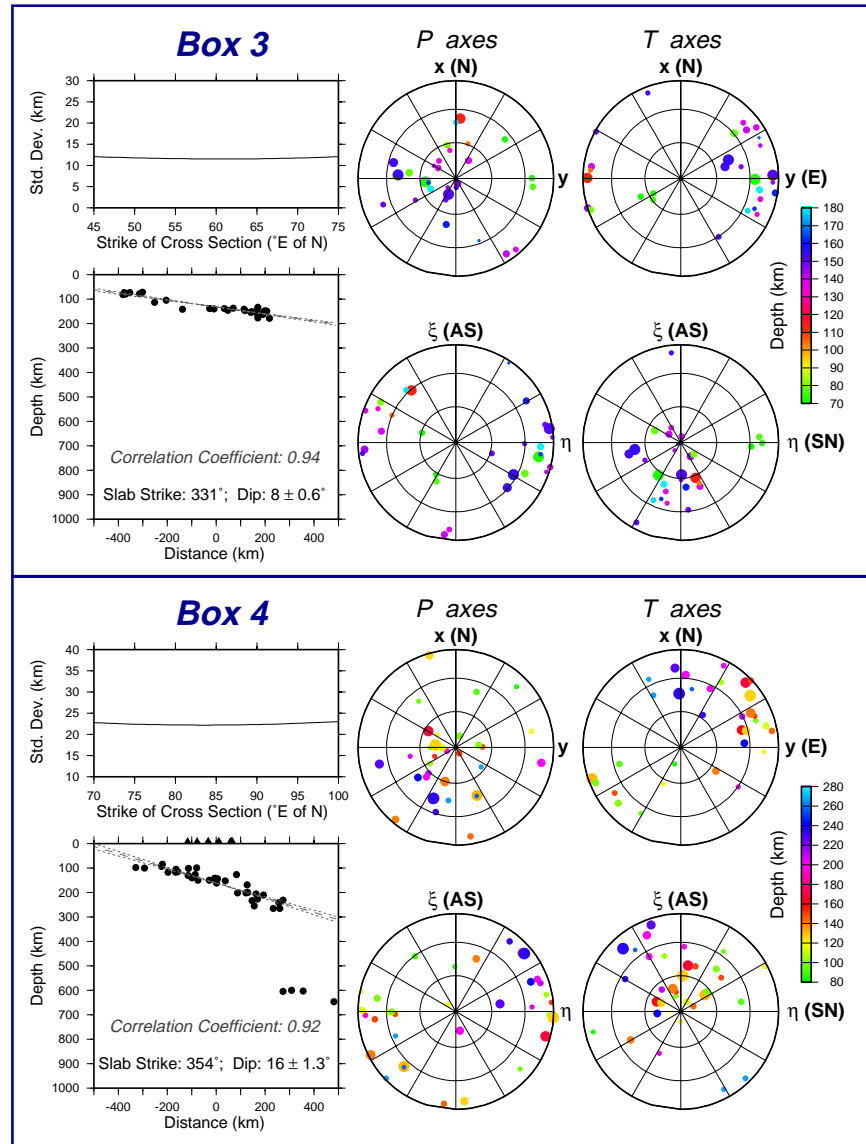 Box 3
P axes
T axes
x (N)
x (N)
30
25
20
15
10
5
0
Std. Dev. (km)
45 50 55 60 65 70 75
Strike of Cross Section (˚E of N)
y
y (E)
0
100
200
300
400
500
600
700
800
900
1000
Depth (km)
Correlation Coefficient: 0.94
Slab Strike: 331˚; Dip: 8 ± 0.6˚
-400 -200 0 200 400
Distance (km)
ξ (AS)
ξ (AS)
η
η (SN)
180
170
160
150
140
130
120
110
100
90
80
70
Depth (km)
Box 4
P axes
T axes
x (N)
x (N)
40
35
30
25
20
15
10
Std. Dev. (km)
70 75 80 85 90 95 100
Strike of Cross Section (˚E of N)
y
y (E)
0
100
200
300
400
500
600
700
800
900
1000
Depth (km)
Correlation Coefficient: 0.92
Slab Strike: 354˚; Dip: 16 ± 1.3˚
-400 -200 0 200 400
Distance (km)
ξ (AS)
ξ (AS)
η
η (SN)
280
260
240
220
200
180
160
140
120
100
80
Depth (km)